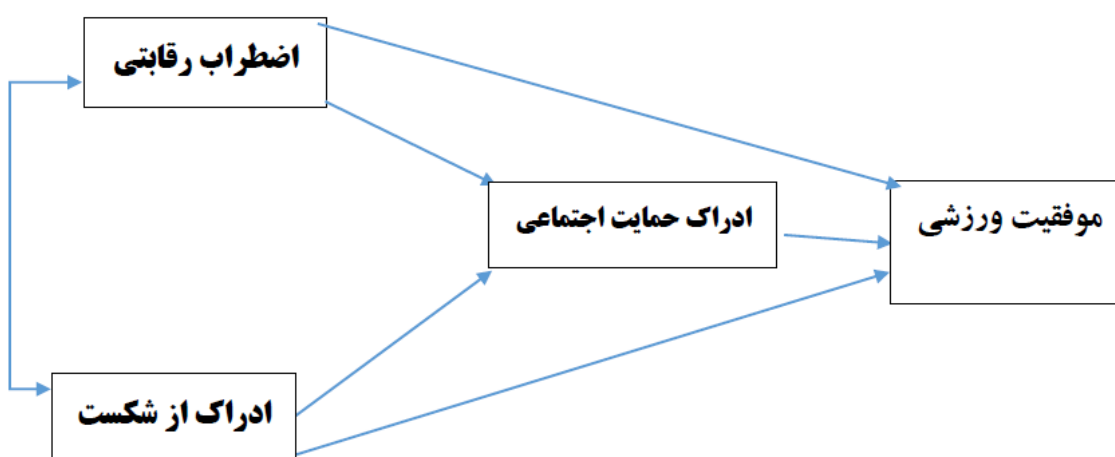 اضطراب رقابتی
ادراک حمایت اجتماعی
موفقیت ورزشی
ادراک از شکست